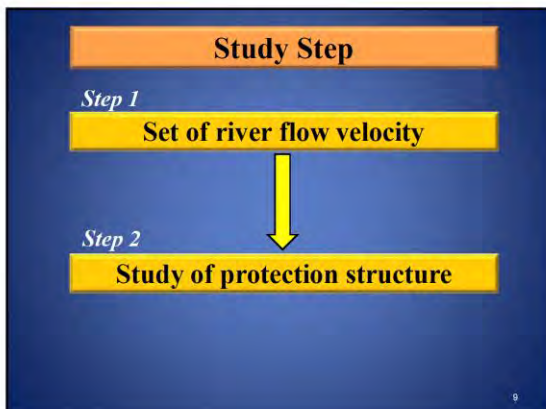 Study Step
Step 1
Set of river flow velocity
Step 2
Study of protection structure
9